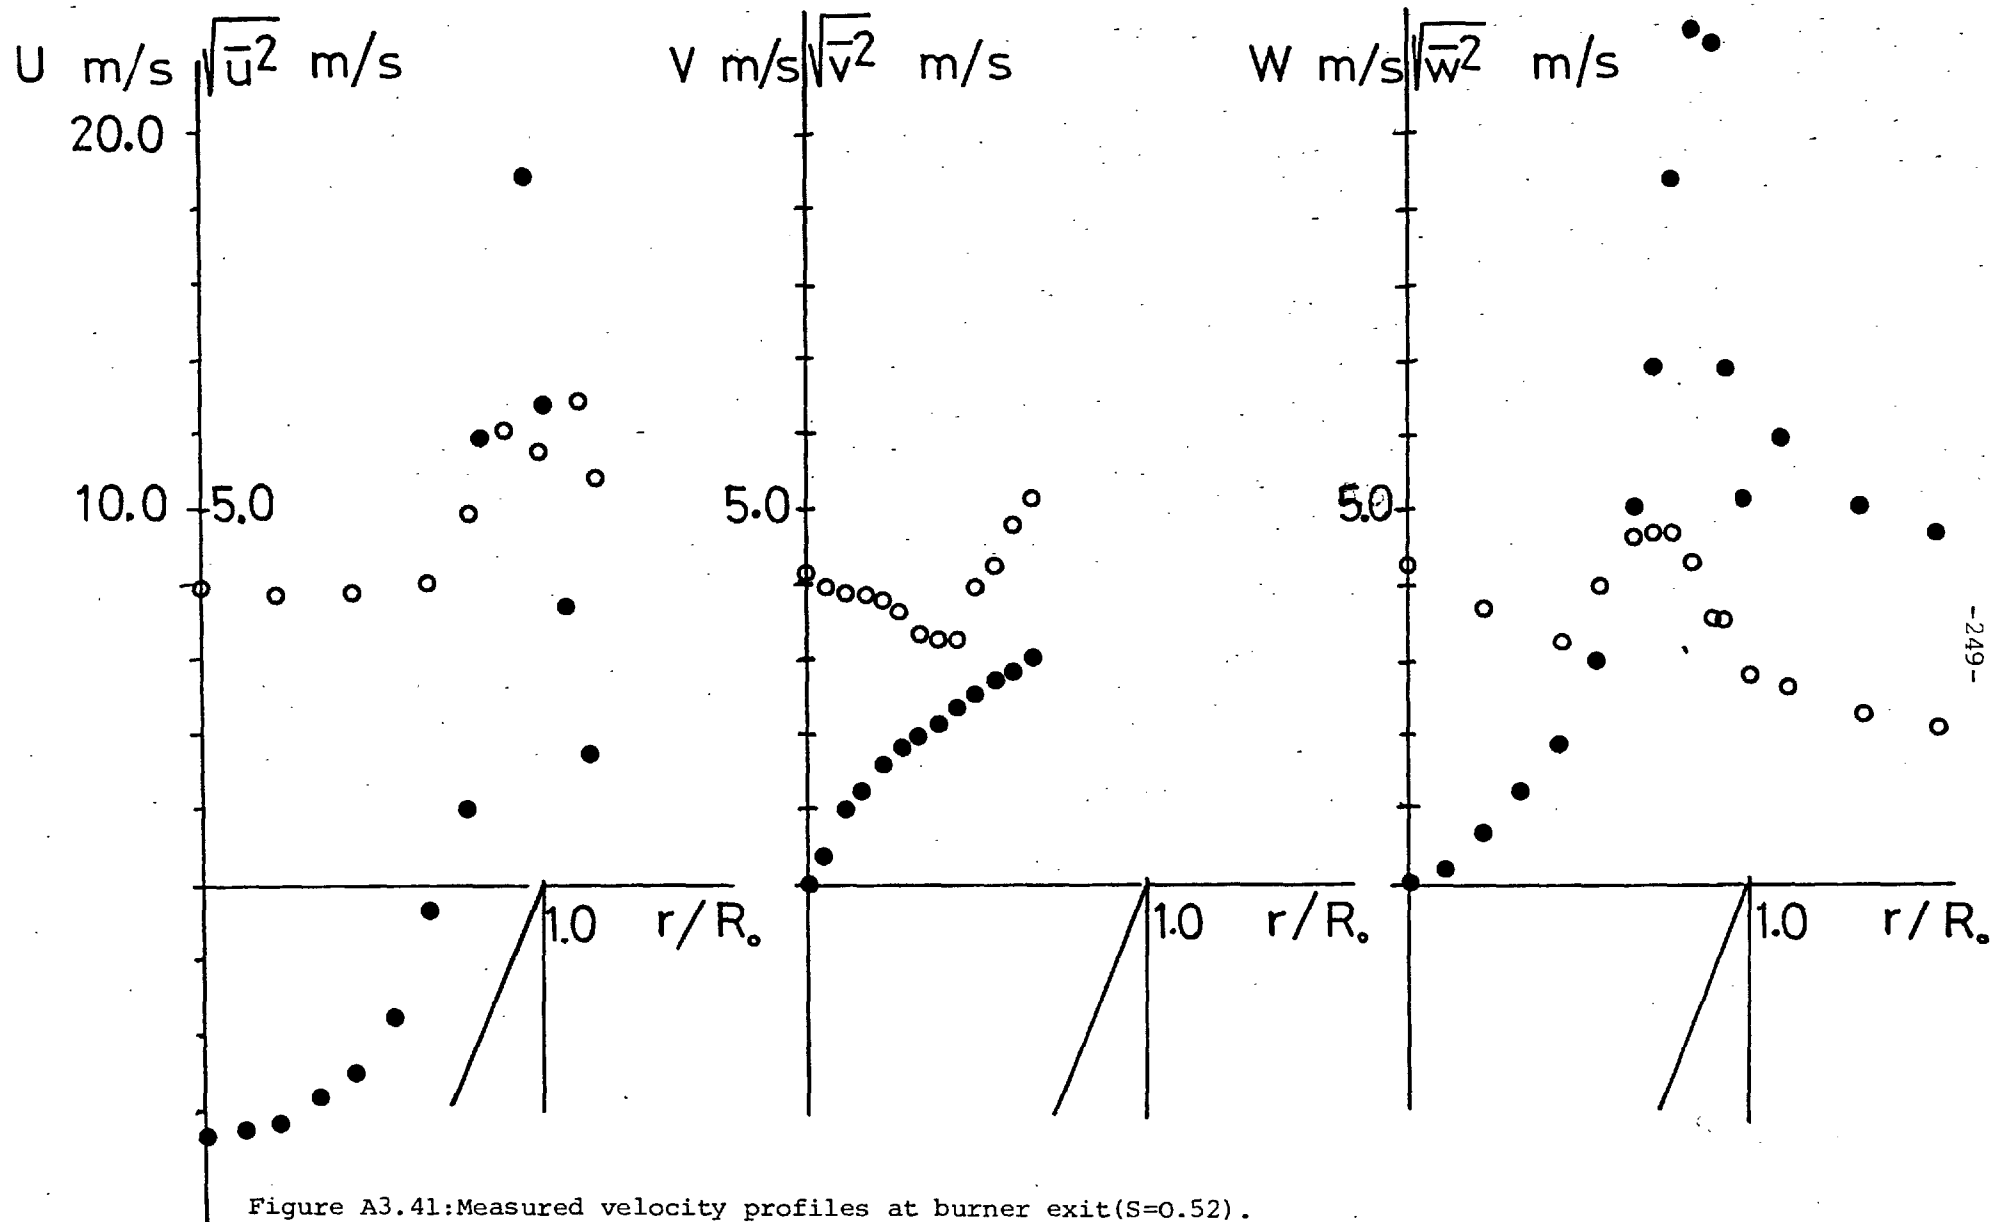 U m/s √u̅² m/s
20.0
10.0 5.0
1.0 r/R₀
V m/s √v̅² m/s
5.0
1.0 r/R₀
W m/s √w̅² m/s
5.0
1.0 r/R₀
-249-
Figure A3.41:Measured velocity profiles at burner exit(S=0.52).